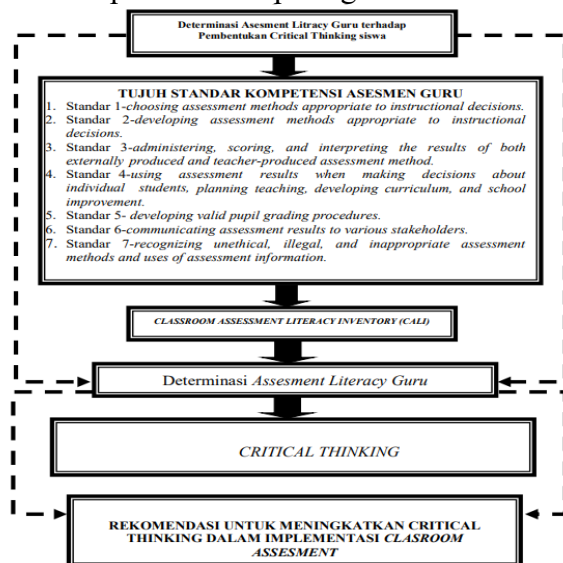 Determinasi Asesment Litracy Guru terhadap
Pembentukan Critical Thinking siswa
TUJUH STANDAR KOMPETENSI ASESMEN GURU
1. Standar 1-choosing assessment methods appropriate to instructional decisions.
2. Standar 2-developing assessment methods appropriate to instructional
decisions.
3. Standar 3-administering, scoring, and interpreting the results of both
externally produced and teacher-produced assessment method.
4. Standar 4-using assessment results when making decisions about
individual students, planning teaching, developing curriculum, and school
improvement.
5. Standar 5- developing valid pupil grading procedures.
6. Standar 6-communicating assessment results to various stakeholders.
7. Standar 7-recognizing unethical, illegal, and inappropriate assessment
methods and uses of assessment information.
CLASSROOM ASSESSMENT LITERACY INVENTORY (CALI)
Determinasi Assesment Literacy Guru
CRITICAL THINKING
REKOMENDASI UNTUK MENINGKATKAN CRITICAL
THINKING DALAM IMPLEMENTASI CLASROOM
ASSESMENT